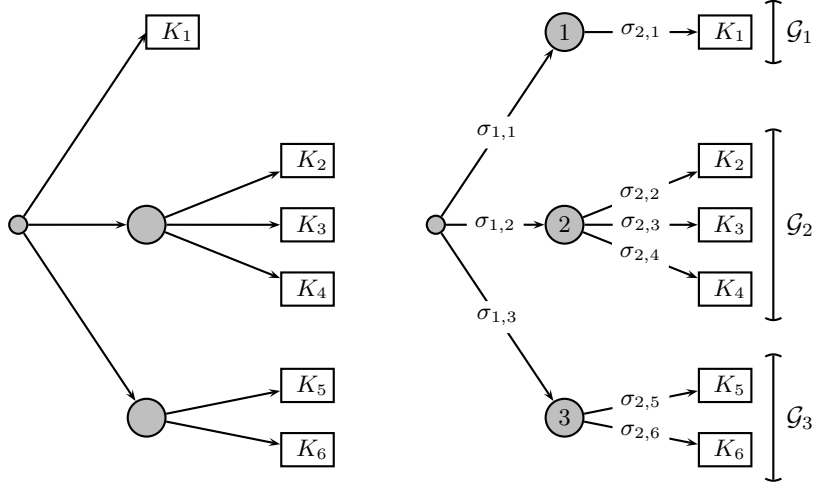 K₁
K₂
K₃
K₄
K₅
K₆
1 σ₂,₁ K₁ 𝒢₁
σ₁,₁
K₂
σ₂,₂
σ₁,₂ 2 σ₂,₃ K₃ 𝒢₂
σ₂,₄
K₄
σ₁,₃
σ₂,₅ K₅
3 𝒢₃
σ₂,₆ K₆